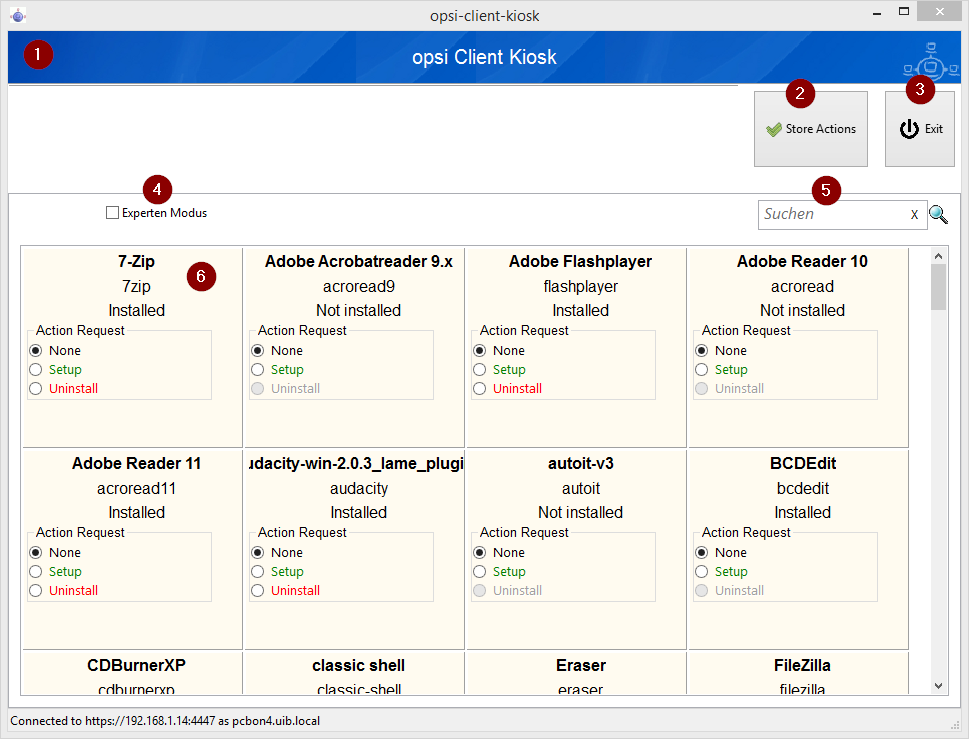 opsi-client-kiosk
1
opsi Client Kiosk
2
3
Store Actions
Exit
4
5
Experten Modus
Suchen
X
7-Zip
6
7zip
Installed
Action Request
None
Setup
Uninstall
Adobe Acrobatreader 9.x
acroread9
Not installed
Action Request
None
Setup
Uninstall
Adobe Flashplayer
flashplayer
Installed
Action Request
None
Setup
Uninstall
Adobe Reader 10
acroread
Not installed
Action Request
None
Setup
Uninstall
Adobe Reader 11
acroread11
Installed
Action Request
None
Setup
Uninstall
udacity-win-2.0.3_lame_plugi
audacity
Installed
Action Request
None
Setup
Uninstall
autoit-v3
autoit
Not installed
Action Request
None
Setup
Uninstall
BCDEdit
bcdedit
Installed
Action Request
None
Setup
Uninstall
CDBurnerXP
cdburnerxp
classic shell
classic-shell
Eraser
eraser
FileZilla
filezilla
Connected to https://192.168.1.14:4447 as pcbon4.uib.local